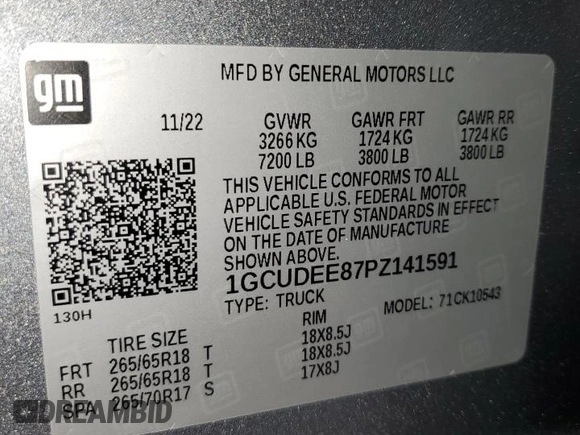 gm
MFD BY GENERAL MOTORS LLC
11/22 GVWR GAWR FRT GAWR RR
3266 KG 1724 KG 1724 KG
7200 LB 3800 LB 3800 LB
THIS VEHICLE CONFORMS TO ALL
APPLICABLE U.S. FEDERAL MOTOR
VEHICLE SAFETY STANDARDS IN EFFECT
ON THE DATE OF MANUFACTURE
SHOWN ABOVE.
1GCUDEE87PZ141591
TYPE: TRUCK MODEL: 71CK10543
130H
TIRE SIZE RIM
FRT 265/65R18 T 18X8.5J
RR 265/65R18 T 18X8.5J
SPA 265/70R17 S 17X8J
DREAMBID